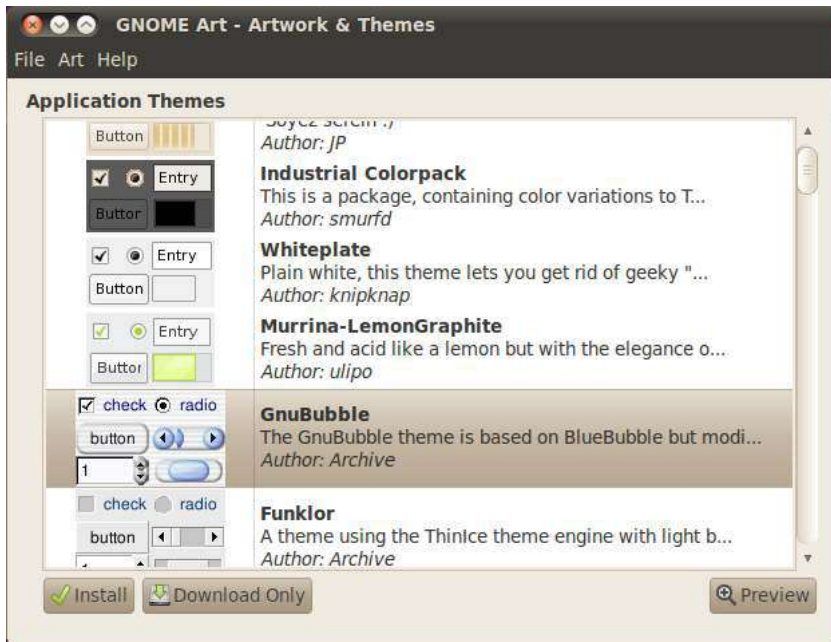 GNOME Art - Artwork & Themes
File Art Help
Application Themes
Button
Author: JP
Entry
Buttor
Industrial Colorpack
This is a package, containing color variations to T...
Author: smurfd
Entry
Button
Whiteplate
Plain white, this theme lets you get rid of geeky "...
Author: knipknap
Entry
Buttor
Murrina-LemonGraphite
Fresh and acid like a lemon but with the elegance o...
Author: ulipo
check radio
button
1
GnuBubble
The GnuBubble theme is based on BlueBubble but modi...
Author: Archive
check radio
button
Funklor
A theme using the ThinIce theme engine with light b...
Author: Archive
Install Download Only Preview